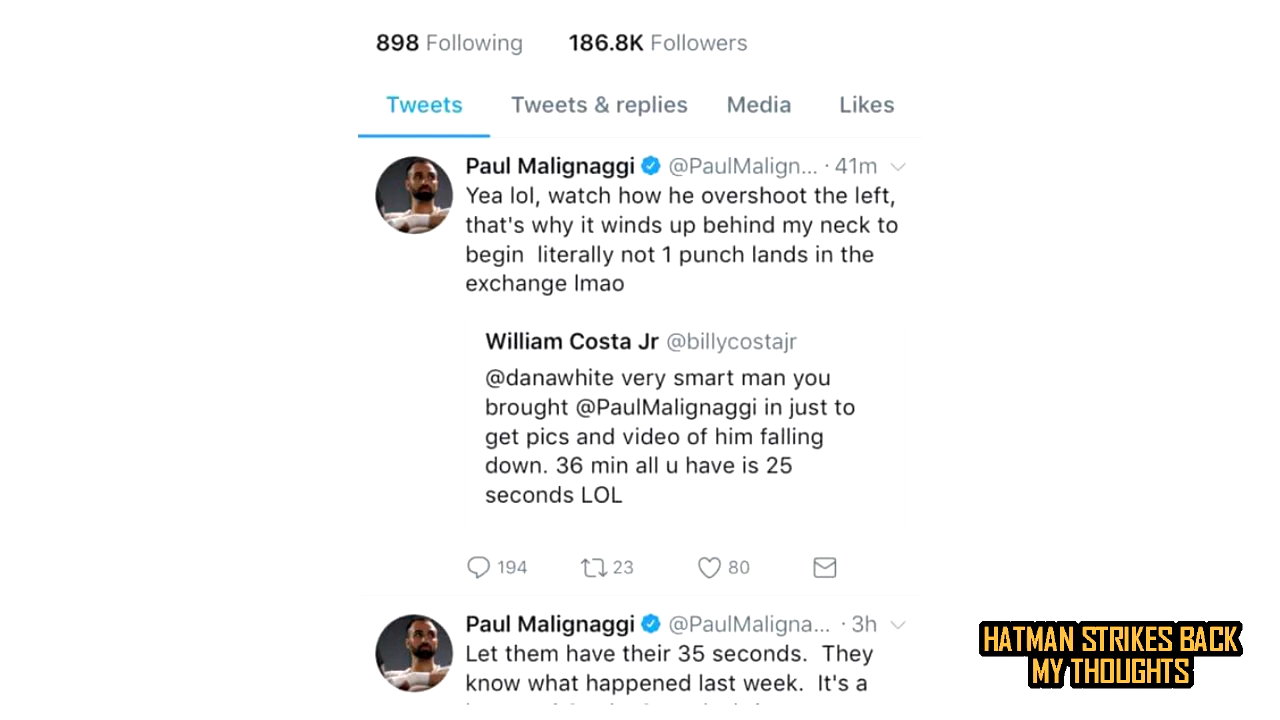 898 Following 186.8K Followers
Tweets Tweets & replies Media Likes
Paul Malignaggi @PaulMalign... · 41m
Yea lol, watch how he overshoot the left,
that's why it winds up behind my neck to
begin literally not 1 punch lands in the
exchange lmao
William Costa Jr @billycostajr
@danawhite very smart man you
brought @PaulMalignaggi in just to
get pics and video of him falling
down. 36 min all u have is 25
seconds LOL
194 23 80
Paul Malignaggi @PaulMaligna... · 3h
Let them have their 35 seconds. They
know what happened last week. It's a
HATMAN STRIKES BACK
MY THOUGHTS